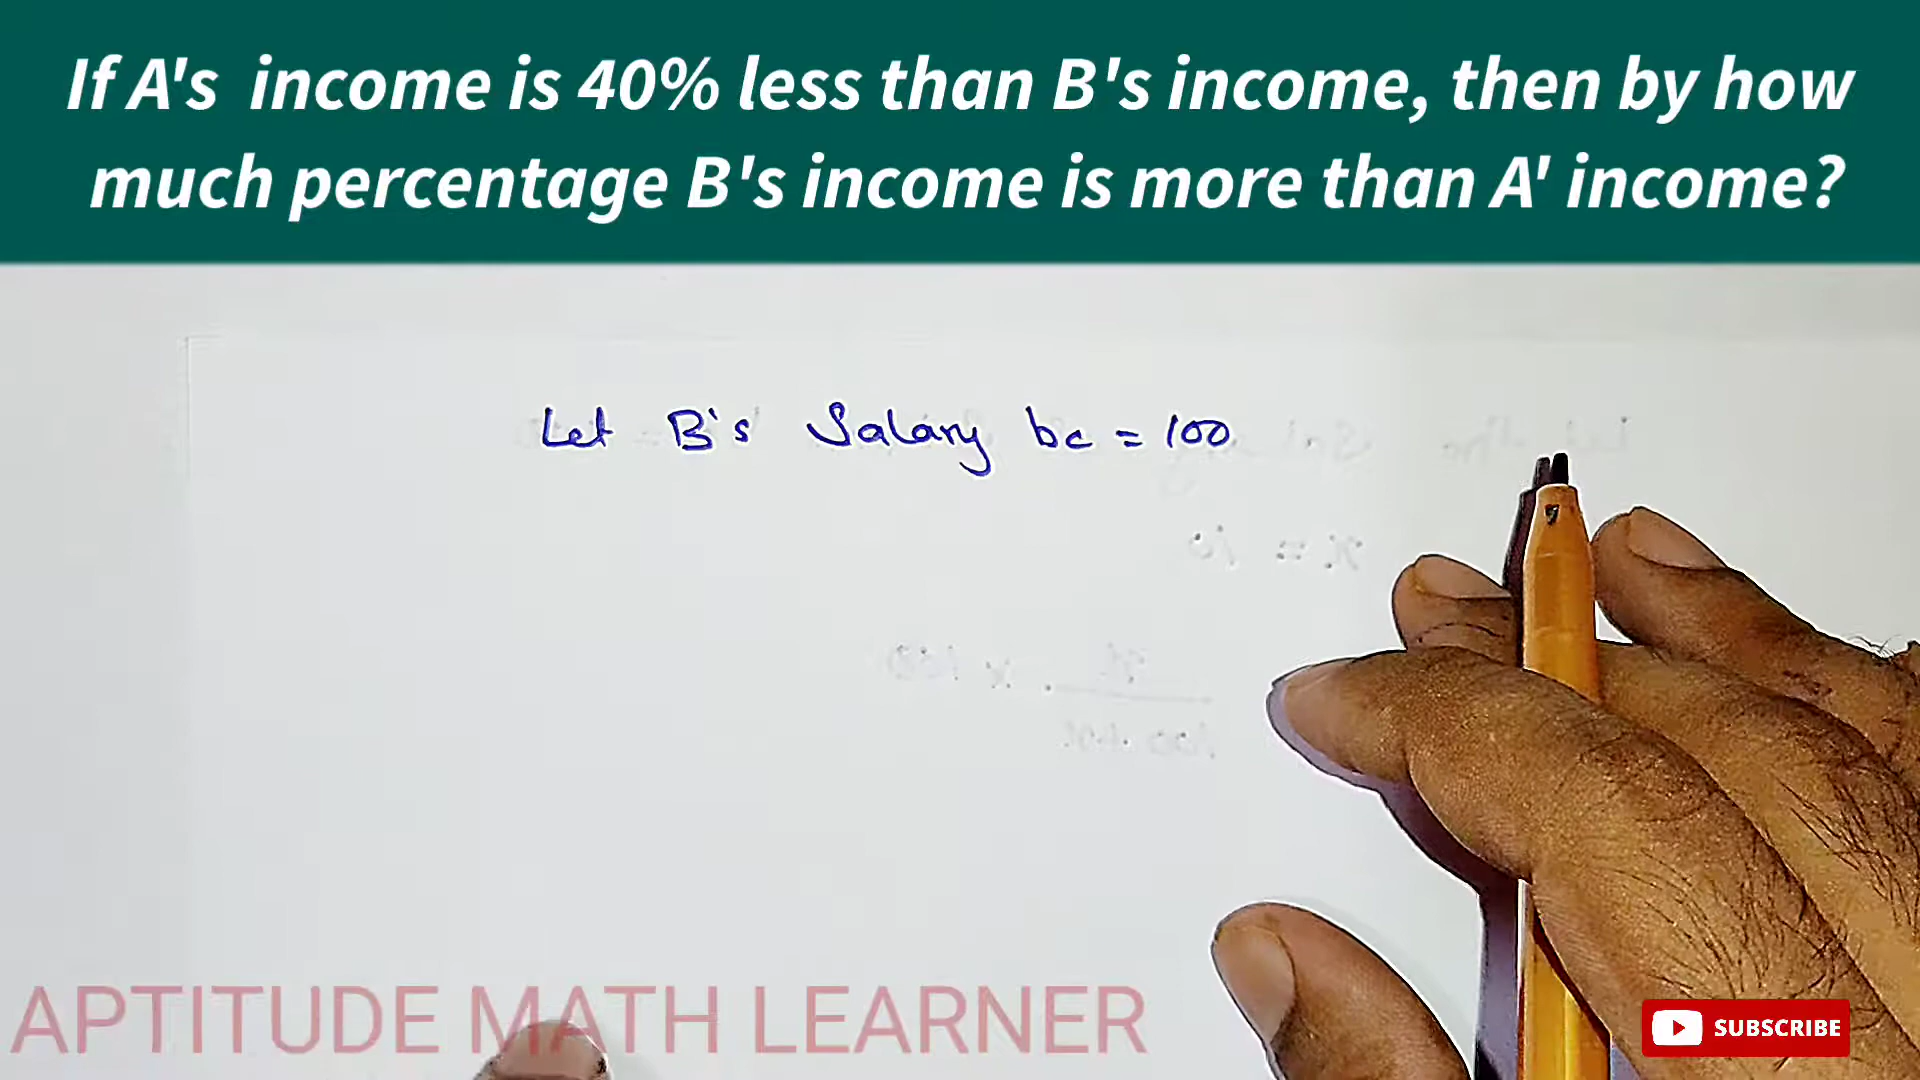 If A's income is 40% less than B's income, then by how
much percentage B's income is more than A' income?
Let B's Salary be = 100
x = 10
APTITUDE MATH LEARNER
SUBSCRIBE